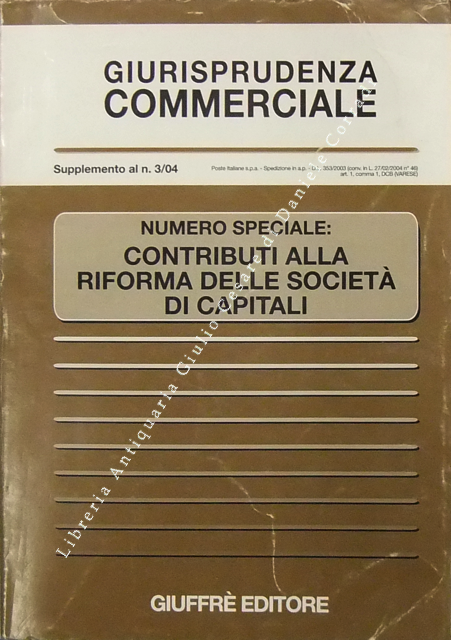 GIURISPRUDENZA
COMMERCIALE
Supplemento al n. 3/04
Poste Italiane s.p.a. - Spedizione in s.p. - D.L. 353/2003 (conv. in L. 27/02/2004 n° 46)
art. 1, comma 1, DCB (VARESE)
NUMERO SPECIALE:
CONTRIBUTI ALLA
RIFORMA DELLE SOCIETÀ
DI CAPITALI
Libreria Antiquaria Giulio Cesare di Daniele Corradi
GIUFFRÈ EDITORE